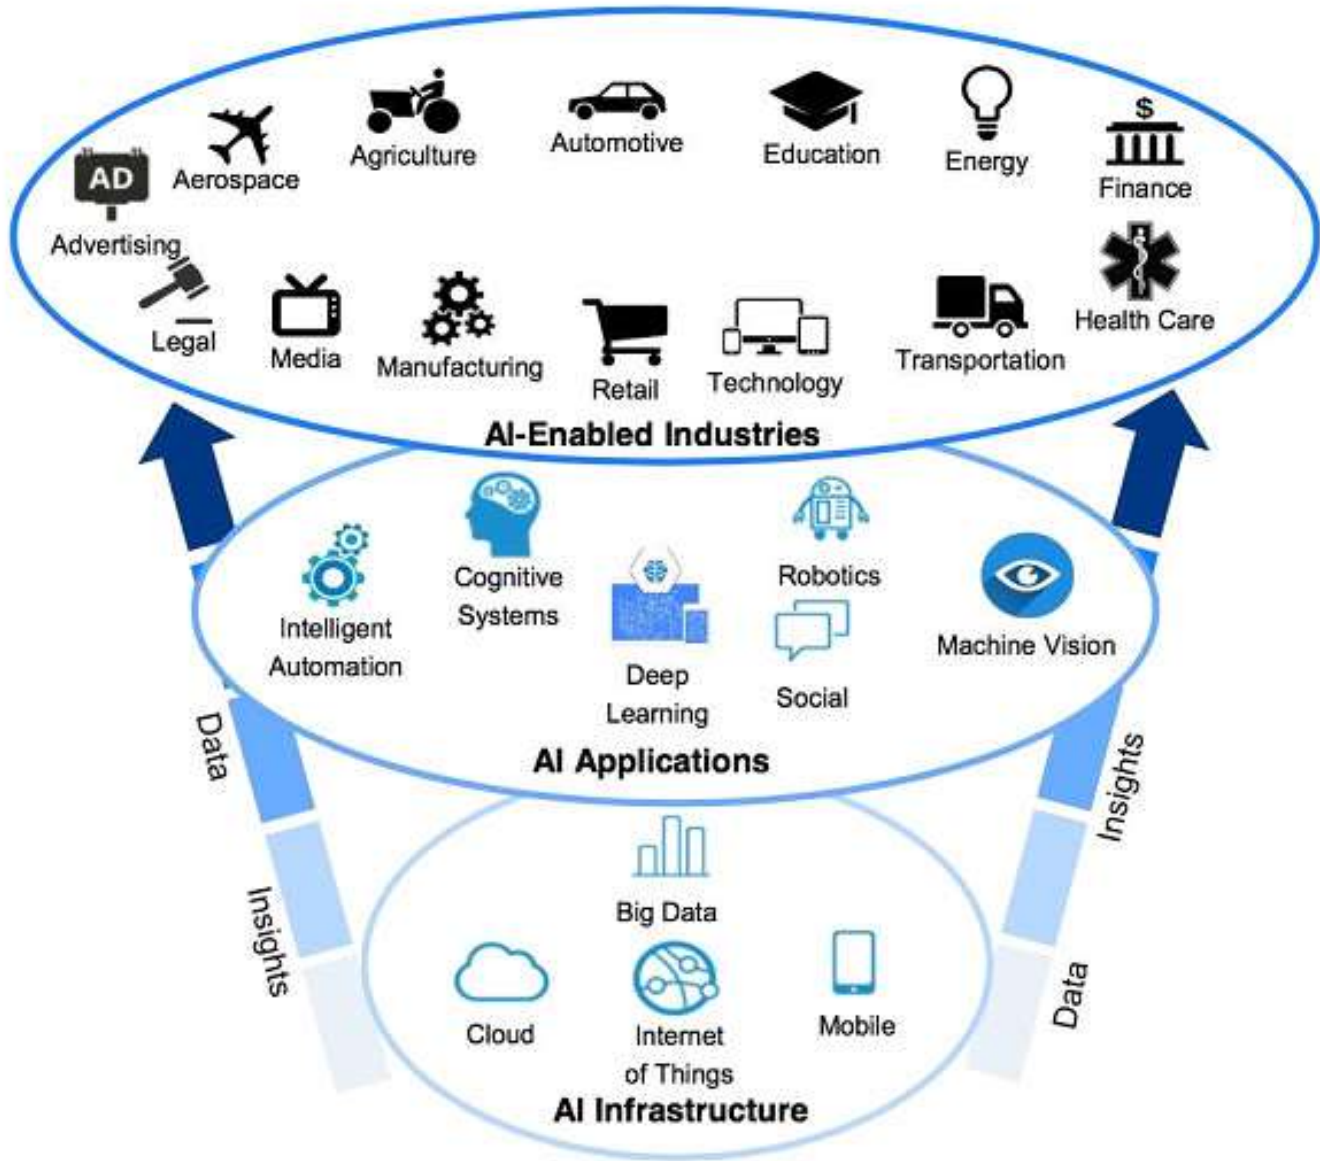 $
AD
Advertising
Aerospace
Agriculture
Automotive
Education
Energy
Finance
Legal
Media
Manufacturing
Retail
Technology
Transportation
Health Care
AI-Enabled Industries
Intelligent
Automation
Cognitive
Systems
Deep
Learning
Robotics
Social
Machine Vision
AI Applications
Data
Insights
Insights
Data
Big Data
Cloud
Internet
of Things
Mobile
AI Infrastructure